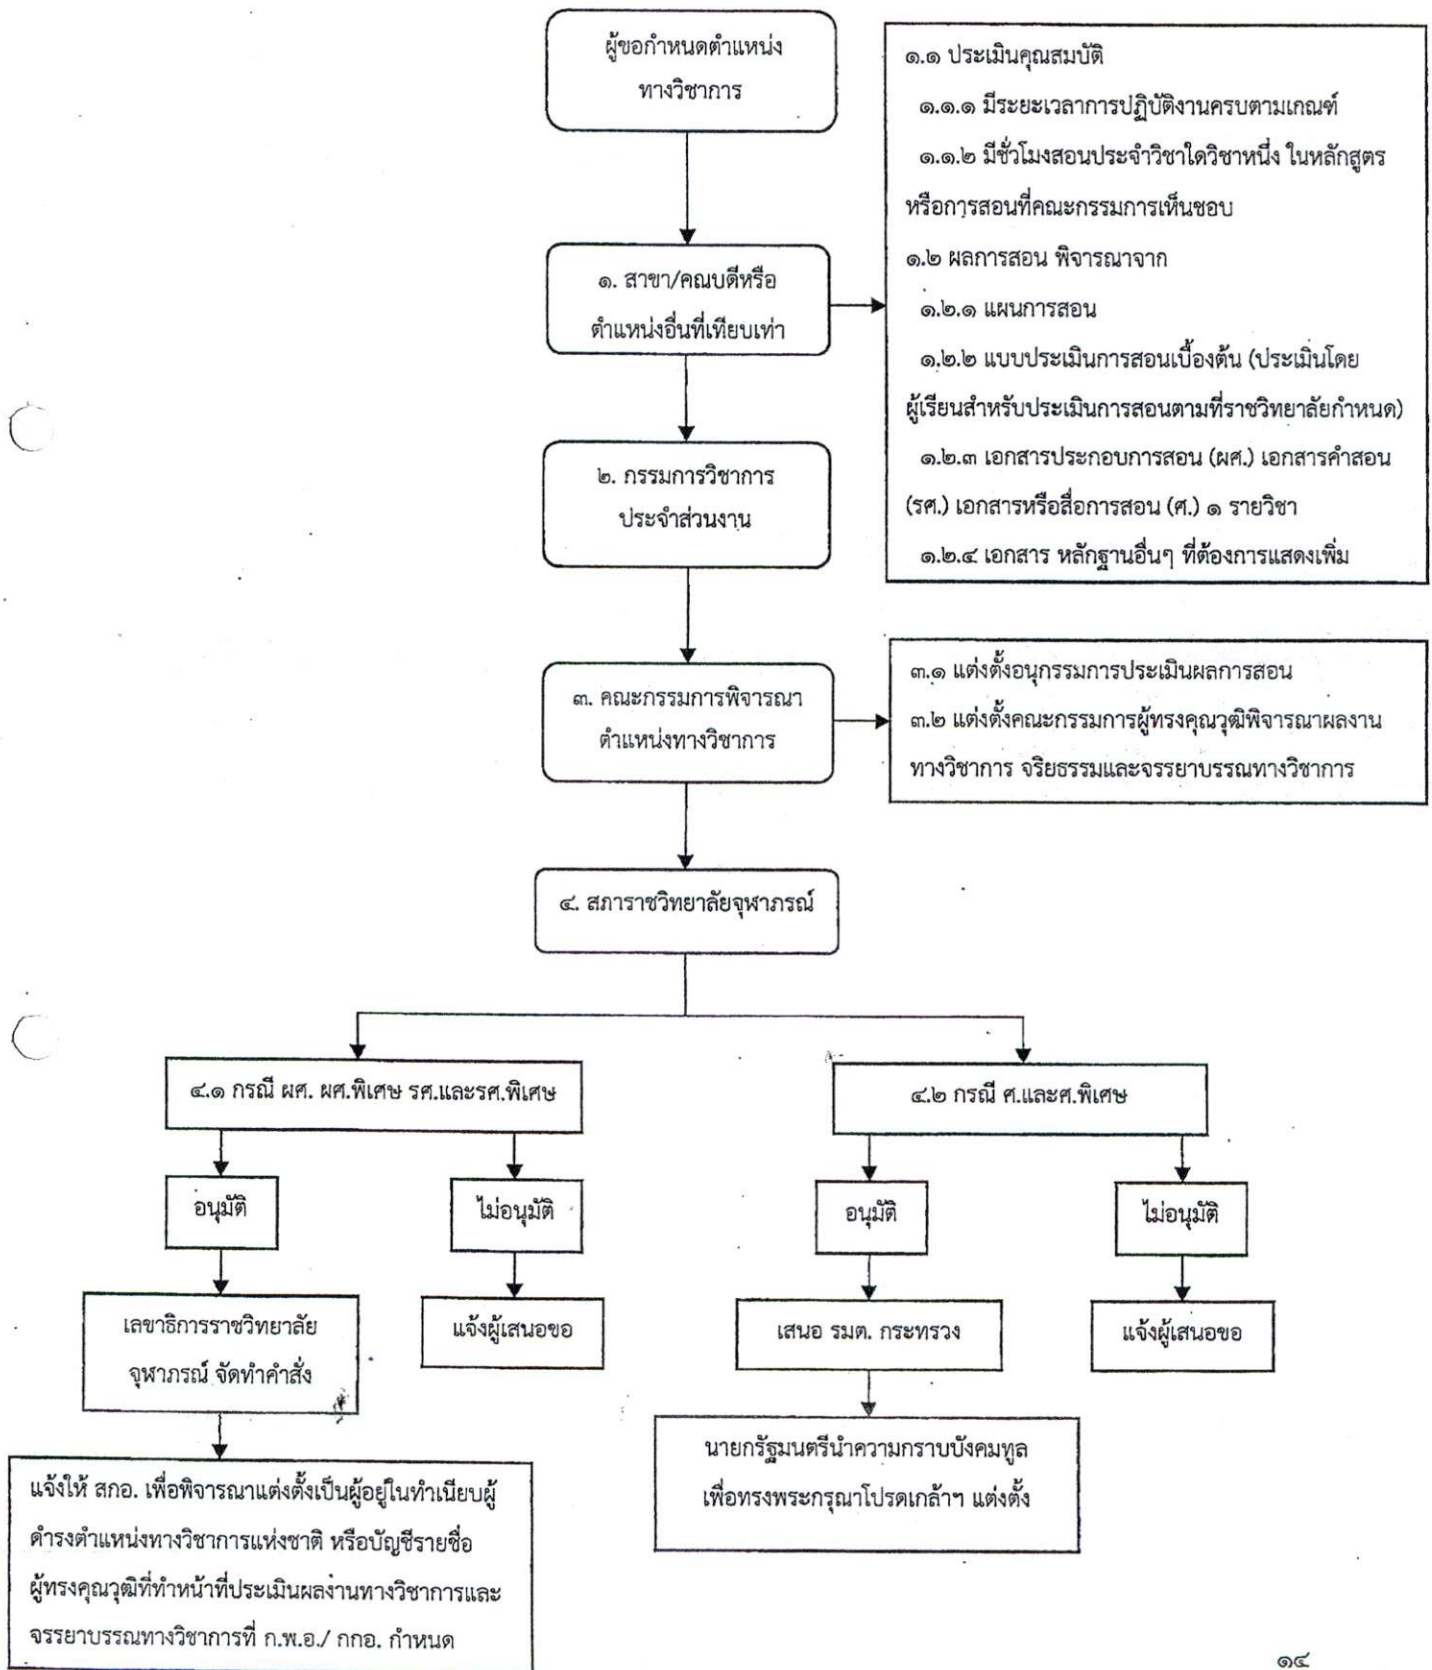 ผู้ขอกำหนดตำแหน่ง
ทางวิชาการ
๑. สาขา/คณบดีหรือ
ตำแหน่งอื่นที่เทียบเท่า
๑.๑ ประเมินคุณสมบัติ
๑.๑.๑ มีระยะเวลาการปฏิบัติงานครบตามเกณฑ์
๑.๑.๒ มีชั่วโมงสอนประจำวิชาใดวิชาหนึ่ง ในหลักสูตร
หรือการสอนที่คณะกรรมการเห็นชอบ
๑.๒ ผลการสอน พิจารณาจาก
๑.๒.๑ แผนการสอน
๑.๒.๒ แบบประเมินการสอนเบื้องต้น (ประเมินโดย
ผู้เรียนสำหรับประเมินการสอนตามที่ราชวิทยาลัยกำหนด)
๑.๒.๓ เอกสารประกอบการสอน (ผศ.) เอกสารคำสอน
(รศ.) เอกสารหรือสื่อการสอน (ศ.) ๑ รายวิชา
๑.๒.๔ เอกสาร หลักฐานอื่นๆ ที่ต้องการแสดงเพิ่ม
๒. กรรมการวิชาการ
ประจำส่วนงาน
๓. คณะกรรมการพิจารณา
ตำแหน่งทางวิชาการ
๓.๑ แต่งตั้งอนุกรรมการประเมินผลการสอน
๓.๒ แต่งตั้งคณะกรรมการผู้ทรงคุณวุฒิพิจารณาผลงาน
ทางวิชาการ จริยธรรมและจรรยาบรรณทางวิชาการ
๔. สภาราชวิทยาลัยจุฬาภรณ์
๔.๑ กรณี ผศ. ผศ.พิเศษ รศ.และรศ.พิเศษ
๔.๒ กรณี ศ.และศ.พิเศษ
อนุมัติ
ไม่อนุมัติ
อนุมัติ
ไม่อนุมัติ
เลขาธิการราชวิทยาลัย
จุฬาภรณ์ จัดทำคำสั่ง
แจ้งผู้เสนอขอ
เสนอ รมต. กระทรวง
แจ้งผู้เสนอขอ
แจ้งให้ สกอ. เพื่อพิจารณาแต่งตั้งเป็นผู้อยู่ในทำเนียบผู้
ดำรงตำแหน่งทางวิชาการแห่งชาติ หรือบัญชีรายชื่อ
ผู้ทรงคุณวุฒิที่ทำหน้าที่ประเมินผลงานทางวิชาการและ
จรรยาบรรณทางวิชาการที่ ก.พ.อ./ กกอ. กำหนด
นายกรัฐมนตรีนำความกราบบังคมทูล
เพื่อทรงพระกรุณาโปรดเกล้าฯ แต่งตั้ง
๑๔